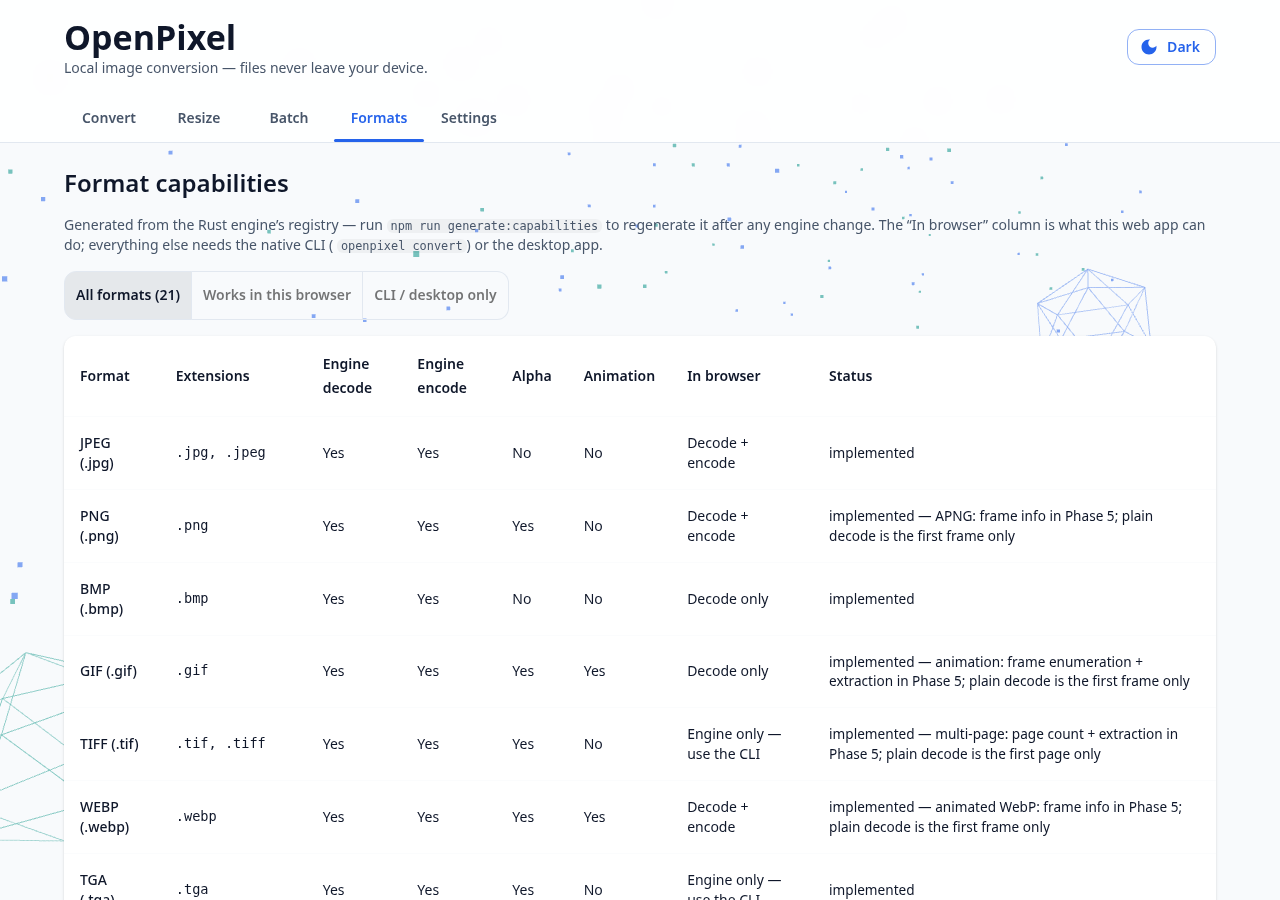 OpenPixel
Local image conversion — files never leave your device.
Dark
Convert Resize Batch Formats Settings
Format capabilities
Generated from the Rust engine’s registry — run npm run generate:capabilities to regenerate it after any engine change. The “In browser” column is what this web app can
do; everything else needs the native CLI ( openpixel convert ) or the desktop app.
All formats (21) Works in this browser CLI / desktop only
Format Extensions Engine decode Engine encode Alpha Animation In browser Status
JPEG (.jpg) .jpg, .jpeg Yes Yes No No Decode + encode implemented
PNG (.png) .png Yes Yes Yes No Decode + encode implemented — APNG: frame info in Phase 5; plain decode is the first frame only
BMP (.bmp) .bmp Yes Yes No No Decode only implemented
GIF (.gif) .gif Yes Yes Yes Yes Decode only implemented — animation: frame enumeration + extraction in Phase 5; plain decode is the first frame only
TIFF (.tif) .tif, .tiff Yes Yes Yes No Engine only — use the CLI implemented — multi-page: page count + extraction in Phase 5; plain decode is the first page only
WEBP (.webp) .webp Yes Yes Yes Yes Decode + encode implemented — animated WebP: frame info in Phase 5; plain decode is the first frame only
TGA (.tga) .tga Yes Yes Yes No Engine only — use the CLI implemented